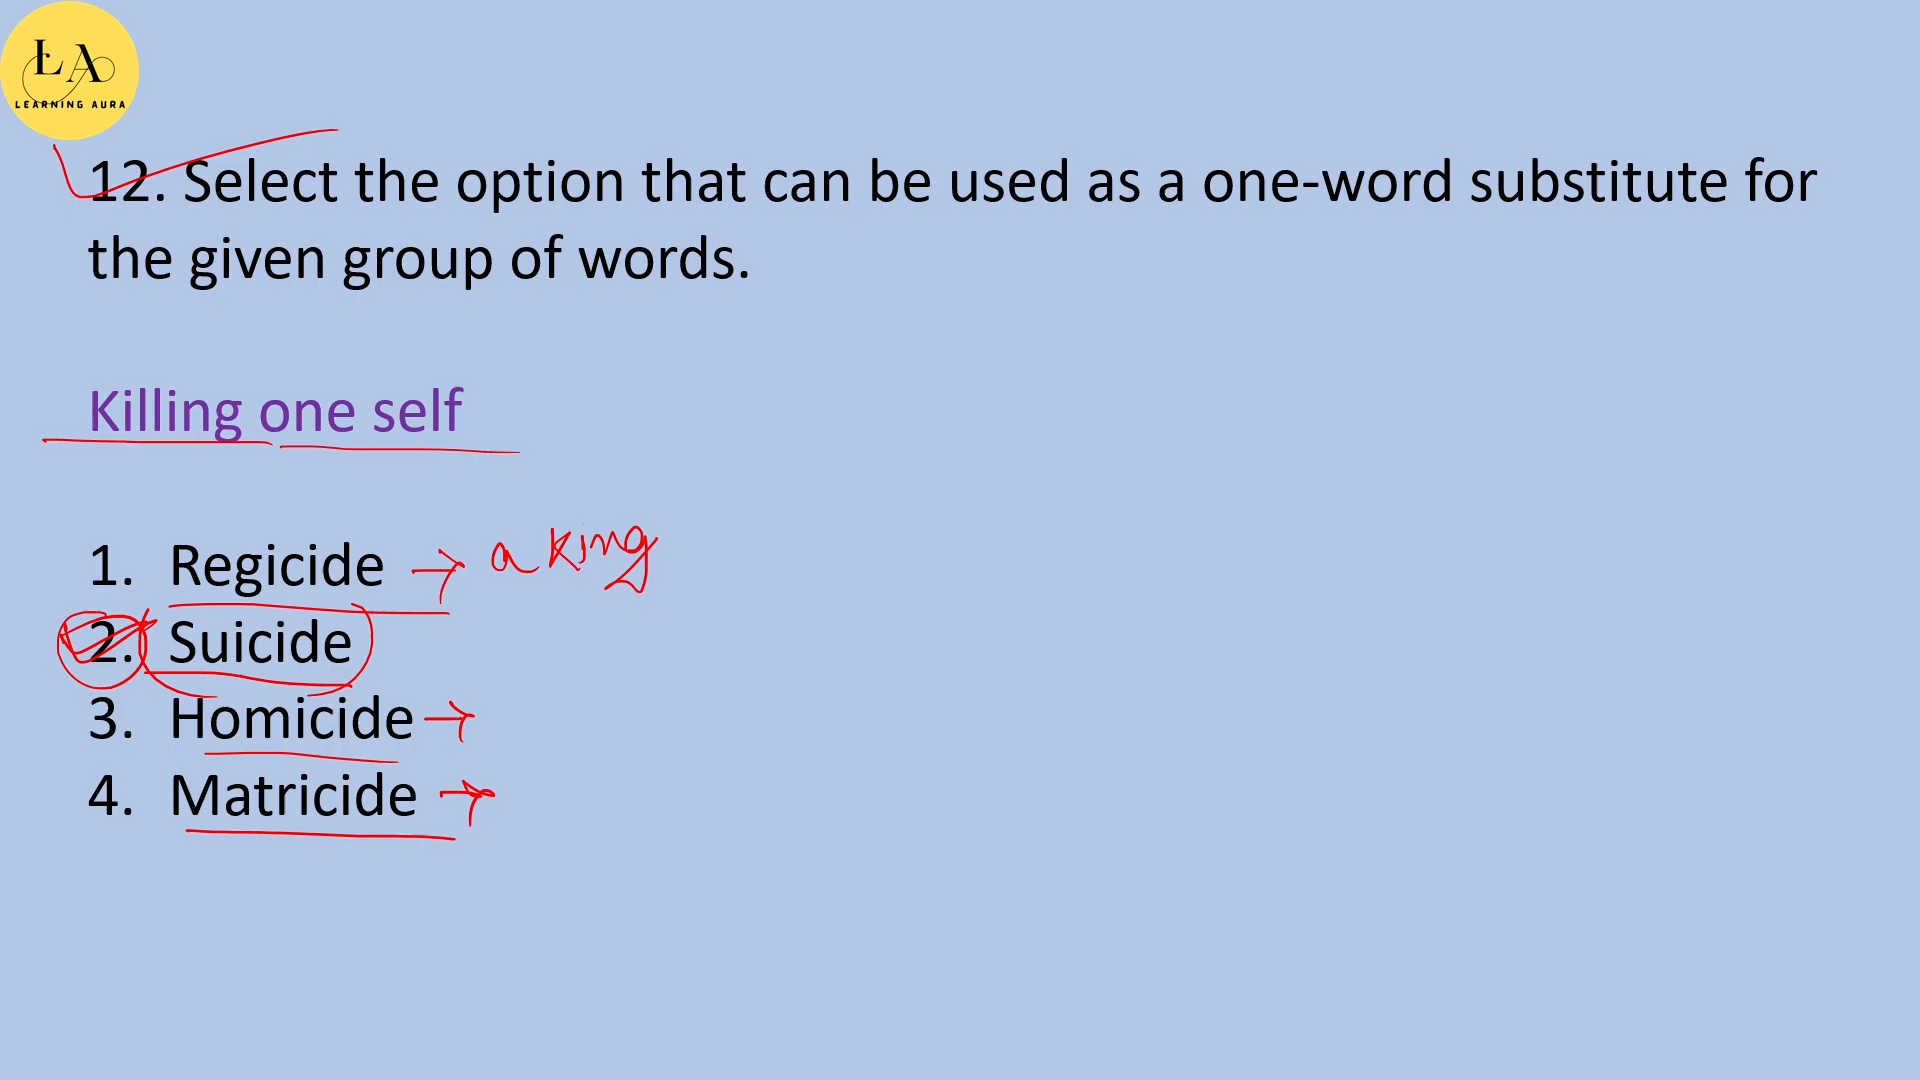 LA
LEARNING AURA
12. Select the option that can be used as a one-word substitute for
the given group of words.
Killing one self
1. Regicide → a king
2. Suicide
3. Homicide →
4. Matricide →